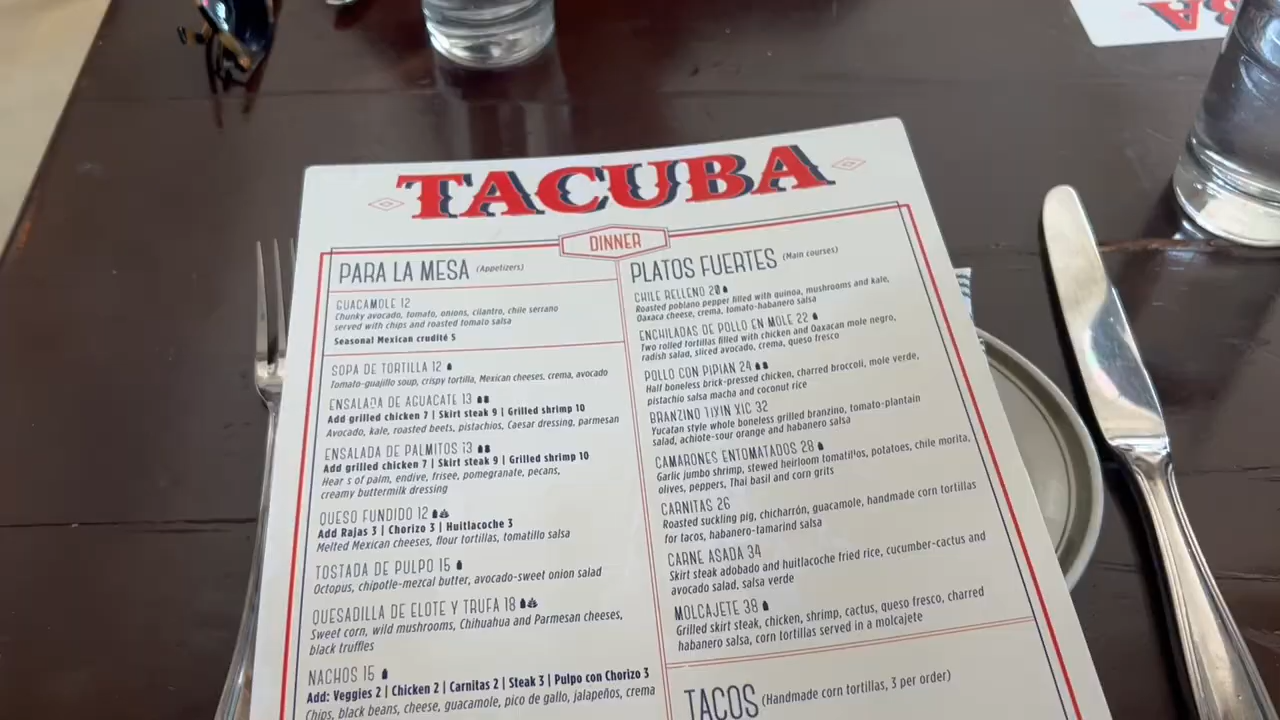 TACUBA
DINNER
PARA LA MESA (Appetizers)
GUACAMOLE 12
Chunky avocado, tomato, onions, cilantro, chile serrano
served with chips and roasted tomato salsa
Seasonal Mexican crudité 5
SOPA DE TORTILLA 12
Tomato-guajillo soup, crispy tortilla, Mexican cheeses, crema, avocado
ENSALADA DE AGUACATE 13
Add grilled chicken 7 | Skirt steak 9 | Grilled shrimp 10
Avocado, kale, roasted beets, pistachios, Caesar dressing, parmesan
ENSALADA DE PALMITOS 13
Add grilled chicken 7 | Skirt steak 9 | Grilled shrimp 10
Hear s of palm, endive, frisee, pomegranate, pecans,
creamy buttermilk dressing
QUESO FUNDIDO 12
Add Rajas 3 | Chorizo 3 | Huitlacoche 3
Melted Mexican cheeses, flour tortillas, tomatillo salsa
TOSTADA DE PULPO 15
Octopus, chipotle-mezcal butter, avocado-sweet onion salad
QUESADILLA DE ELOTE Y TRUFA 18
Sweet corn, wild mushrooms, Chihuahua and Parmesan cheeses,
black truffles
NACHOS 15
Add: Veggies 2 | Chicken 2 | Carnitas 2 | Steak 3 | Pulpo con Chorizo 3
Chips, black beans, cheese, guacamole, pico de gallo, jalapeños, crema
PLATOS FUERTES (Main courses)
CHILE RELLENO 20
Roasted poblano pepper filled with quinoa, mushrooms and kale,
Oaxaca cheese, crema, tomato-habanero salsa
ENCHILADAS DE POLLO EN MOLE 22
Two rolled tortillas filled with chicken and Oaxacan mole negro,
radish salad, sliced avocado, crema, queso fresco
POLLO CON PIPIAN 24
Half boneless brick-pressed chicken, charred broccoli, mole verde,
pistachio salsa macha and coconut rice
BRANZINO TIXIN XIC 32
Yucatan style whole boneless grilled branzino, tomato-plantain
salad, achiote-sour orange and habanero salsa
CAMARONES ENTOMATADOS 28
Garlic jumbo shrimp, stewed heirloom tomatillos, potatoes, chile morita,
olives, peppers, Thai basil and corn grits
CARNITAS 26
Roasted suckling pig, chicharrón, guacamole, handmade corn tortillas
for tacos, habanero-tamarind salsa
CARNE ASADA 34
Skirt steak adobado and huitlacoche fried rice, cucumber-cactus and
avocado salad, salsa verde
MOLCAJETE 38
Grilled skirt steak, chicken, shrimp, cactus, queso fresco, charred
habanero salsa, corn tortillas served in a molcajete
TACOS (Handmade corn tortillas, 3 per order)
BA